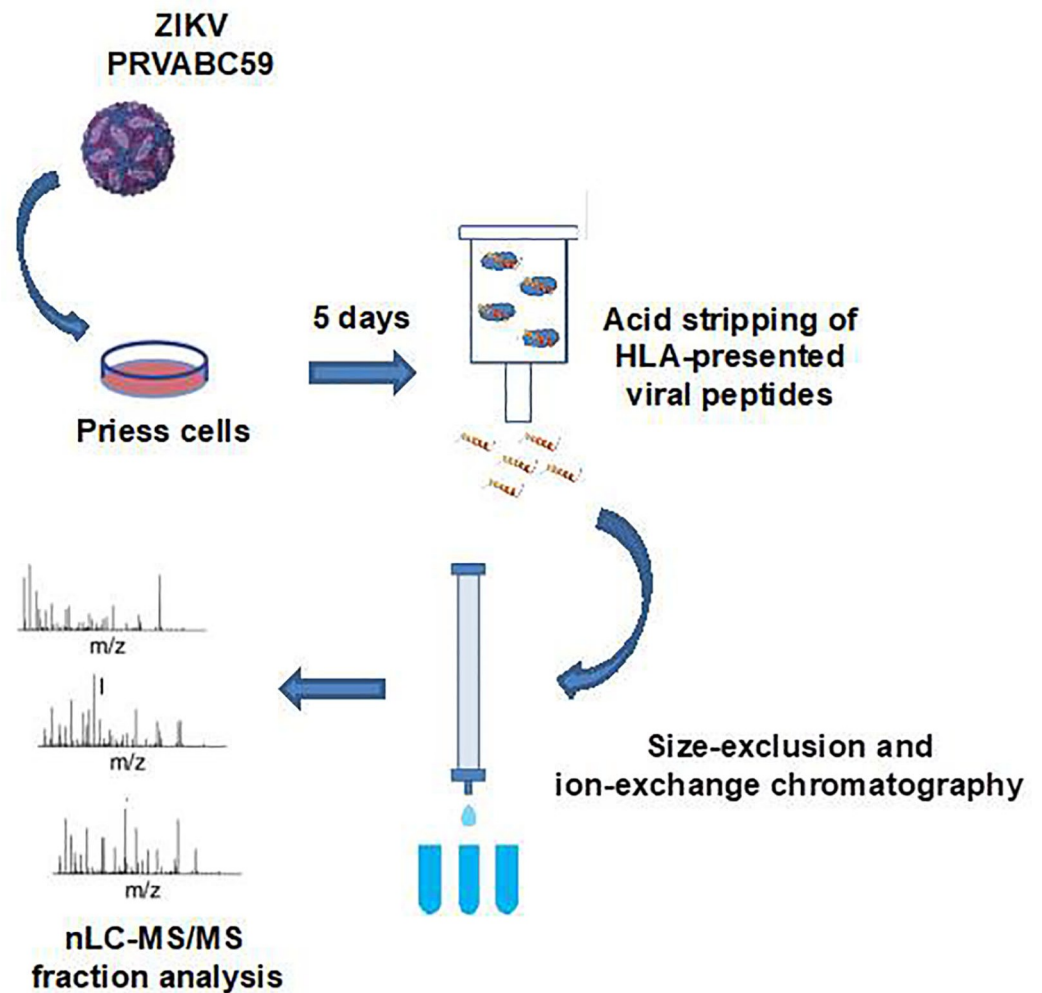 ZIKV
PRVABC59
5 days
Priess cells
Acid stripping of
HLA-presented
viral peptides
Size-exclusion and
ion-exchange chromatography
m/z
m/z
m/z
nLC-MS/MS
fraction analysis